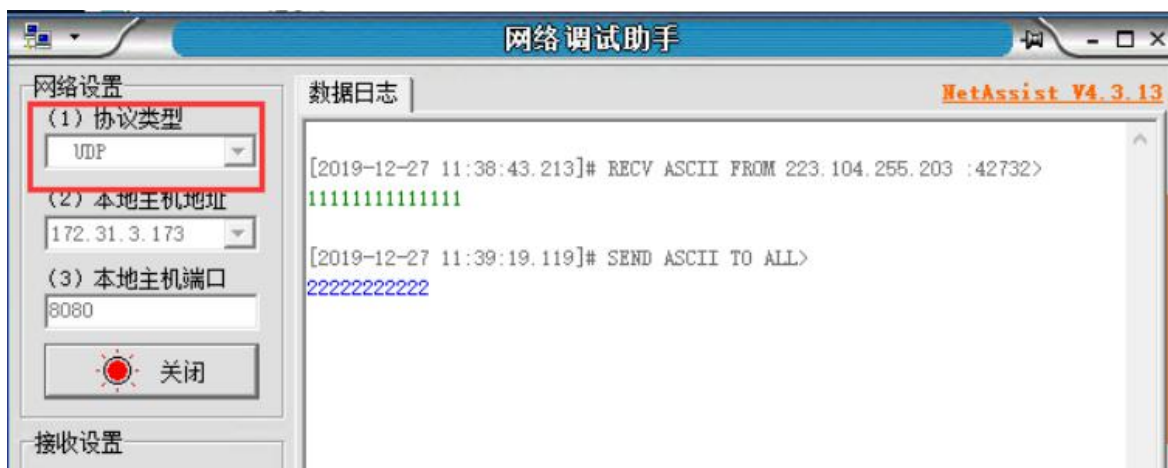 网络调试助手
网络设置
(1) 协议类型
UDP
(2) 本地主机地址
172.31.3.173
(3) 本地主机端口
8080
关闭
接收设置
数据日志
NetAssist V4.3.13
[2019-12-27 11:38:43.213]# RECV ASCII FROM 223.104.255.203 :42732>
11111111111111
[2019-12-27 11:39:19.119]# SEND ASCII TO ALL>
22222222222